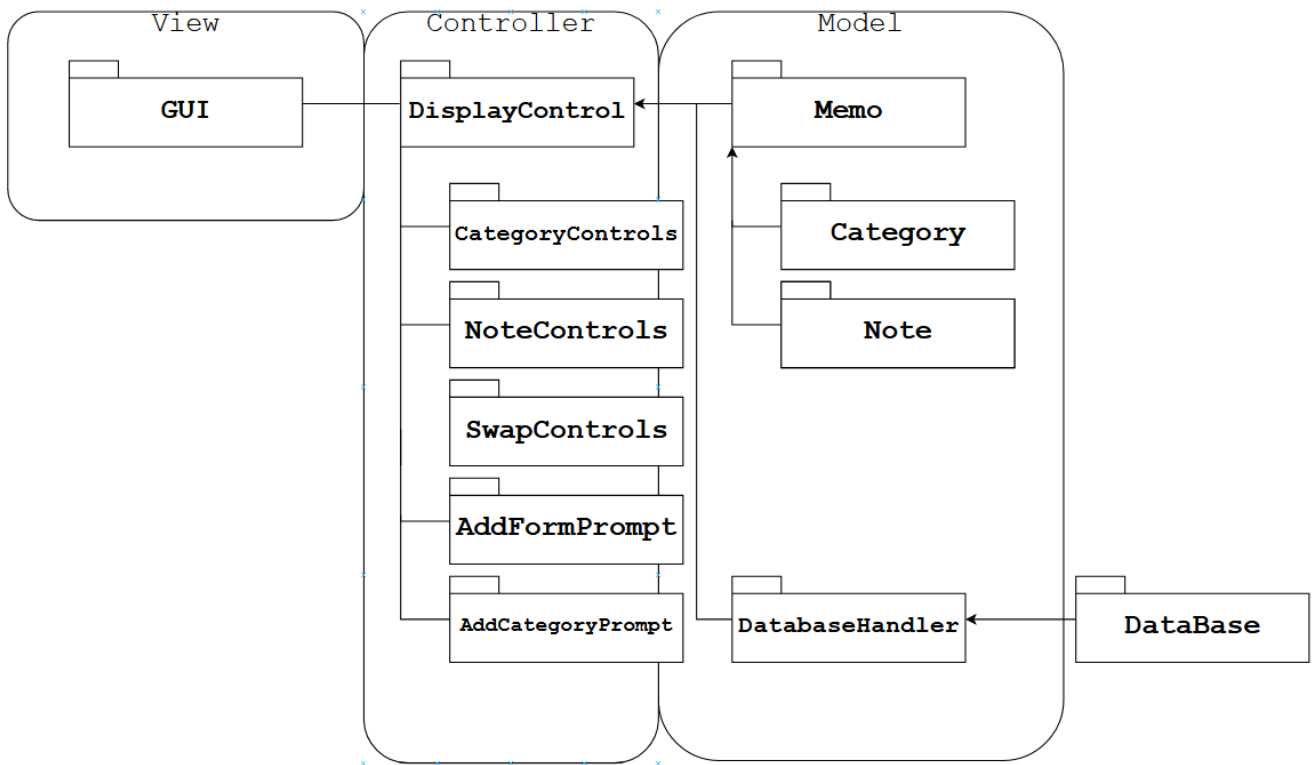 View
Controller
Model
GUI
DisplayControl
Memo
CategoryControls
Category
NoteControls
Note
SwapControls
AddFormPrompt
AddCategoryPrompt
DatabaseHandler
DataBase